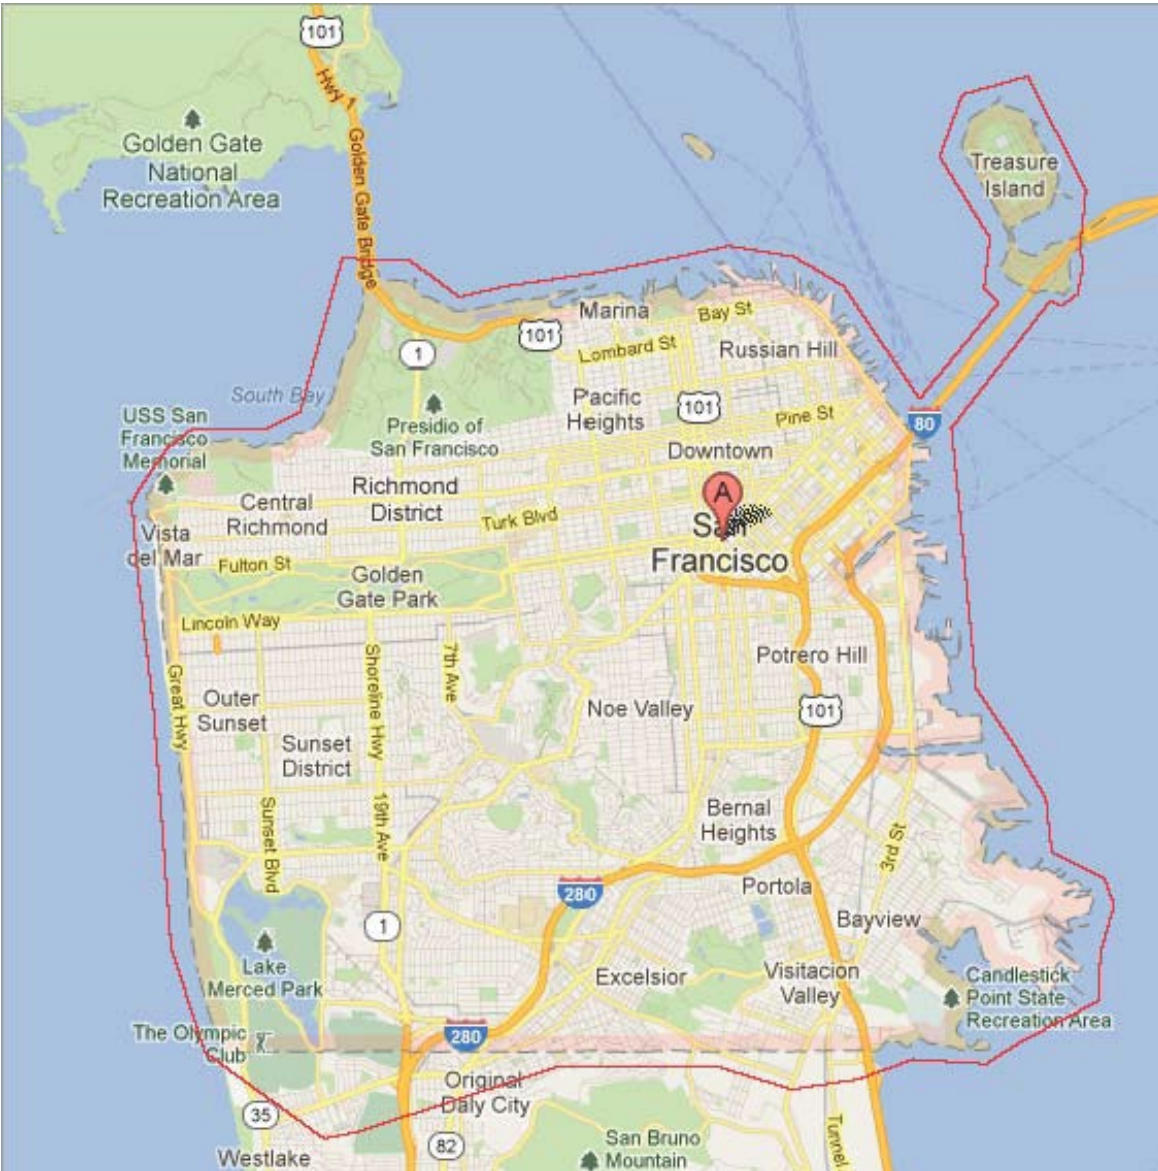 101
Hwy 1
Golden Gate
National
Recreation Area
Golden Gate Bridge
Treasure
Island
Marina
Bay St
101
Lombard St
Russian Hill
1
South Bay
Pacific
Heights
101
Pine St
80
USS San
Francisco
Memorial
Presidio of
San Francisco
Downtown
Richmond
District
Central
Richmond
A
Turk Blvd
San
Francisco
Vista
del Mar
Fulton St
Golden
Gate Park
Lincoln Way
7th Ave
Shoreline Hwy
Great Hwy
Potrero Hill
Outer
Sunset
Noe Valley
101
Sunset
District
19th Ave
Sunset Blvd
Bernal
Heights
3rd St
280
Portola
1
Bayview
Lake
Merced Park
Excelsior
Visitacion
Valley
Candlestick
Point State
Recreation Area
The Olympic
Club
280
Original
Daly City
35
82
San Bruno
Mountain
Tunnel
Westlake